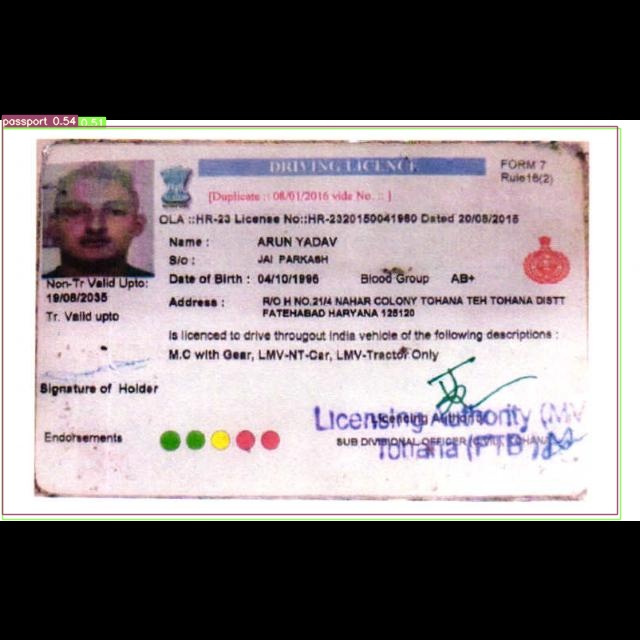 passport 0.54 0.51
DRIVING LICENCE
FORM 7
Rule16(2)
[Duplicate :: 08/01/2016 vide No. :: ]
OLA ::HR-23 License No::HR-2320150041980 Dated 20/08/2015
Name : ARUN YADAV
S/o : JAI PARKASH
Date of Birth : 04/10/1996 Blood Group AB+
Non-Tr Valid Upto:
19/08/2035
Tr. Valid upto
Address : R/O H NO.21/4 NAHAR COLONY TOHANA TEH TOHANA DISTT
FATEHABAD HARYANA 125120
is licenced to drive througout india vehicle of the following descriptions :
M.C with Gear, LMV-NT-Car, LMV-Tractor Only
Signature of Holder
Licensing Authority
Licensing Authority (MV
SUB DIVISIONAL OFFICER (CIVIL) TOHANA
Tohana (FTB)
Endorsements